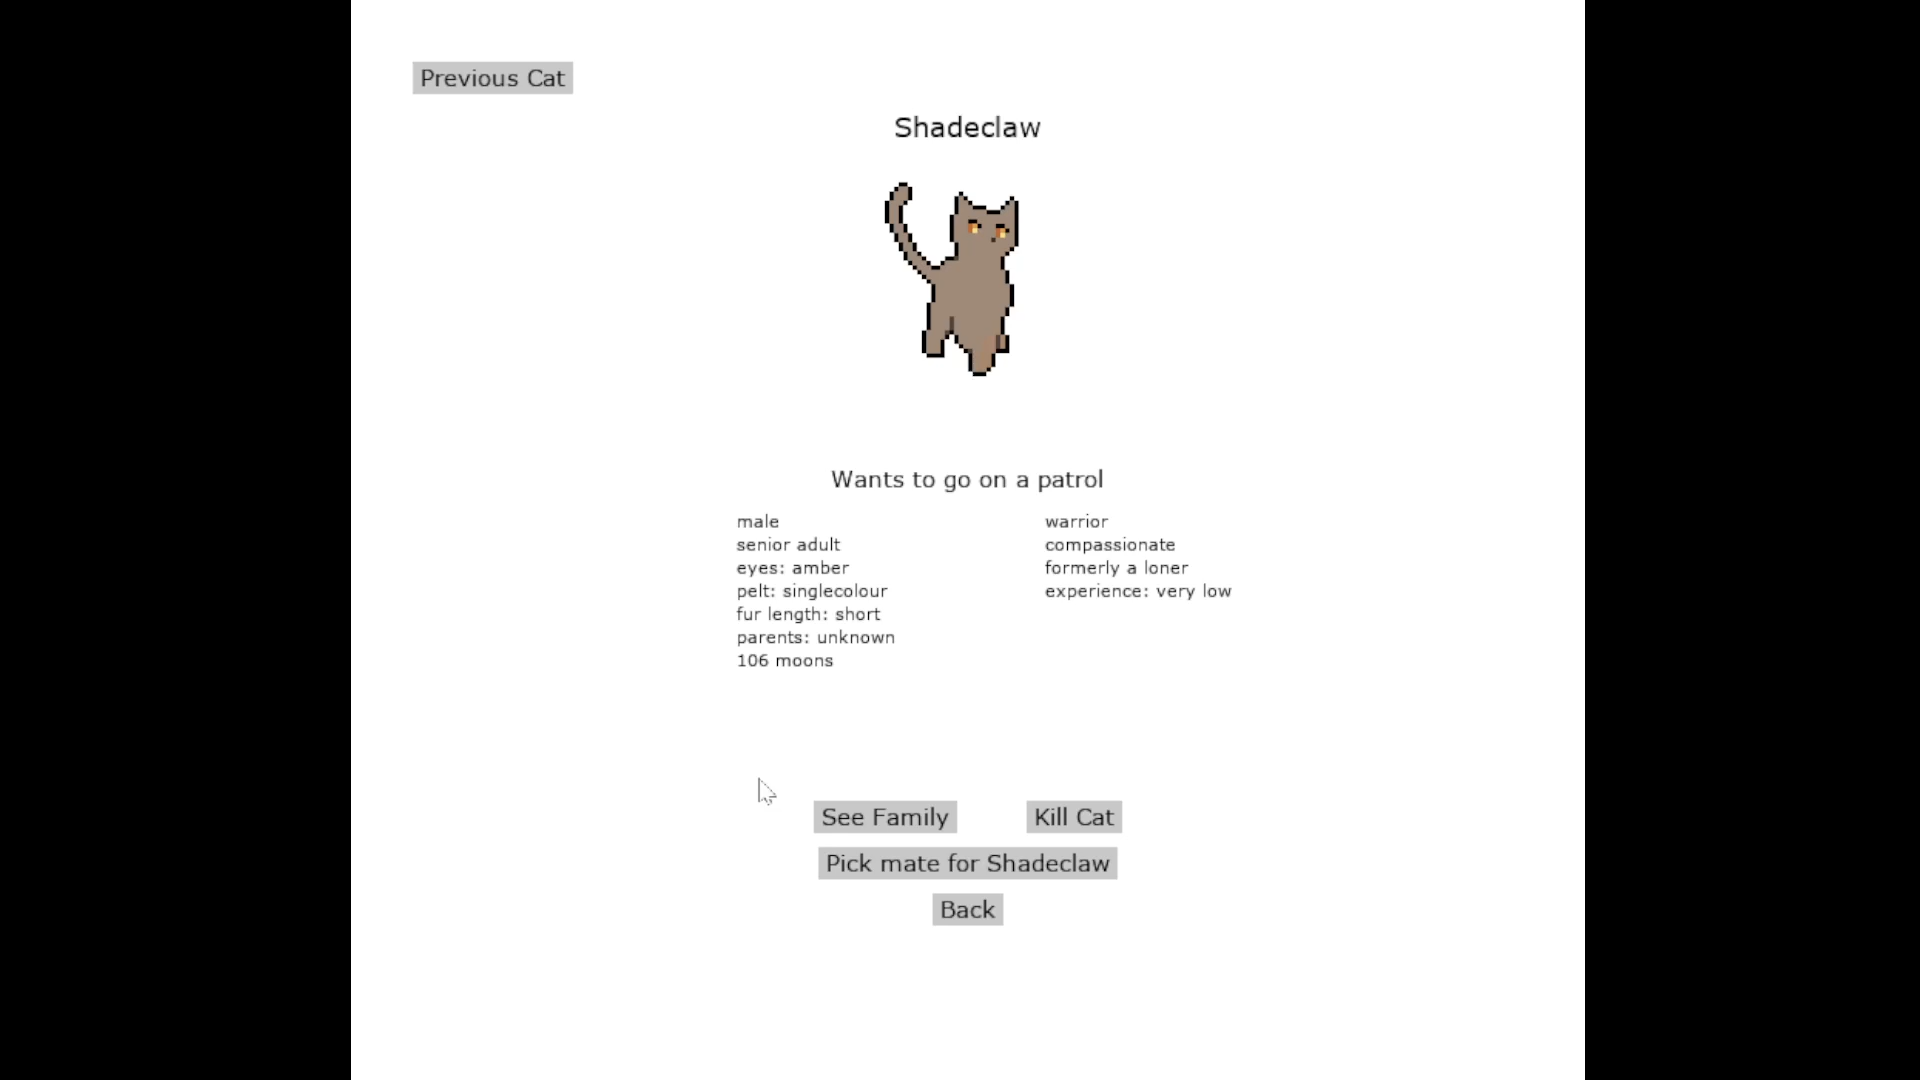 Previous Cat
Shadeclaw
Wants to go on a patrol
male
senior adult
eyes: amber
pelt: singlecolour
fur length: short
parents: unknown
106 moons
warrior
compassionate
formerly a loner
experience: very low
See Family
Kill Cat
Pick mate for Shadeclaw
Back